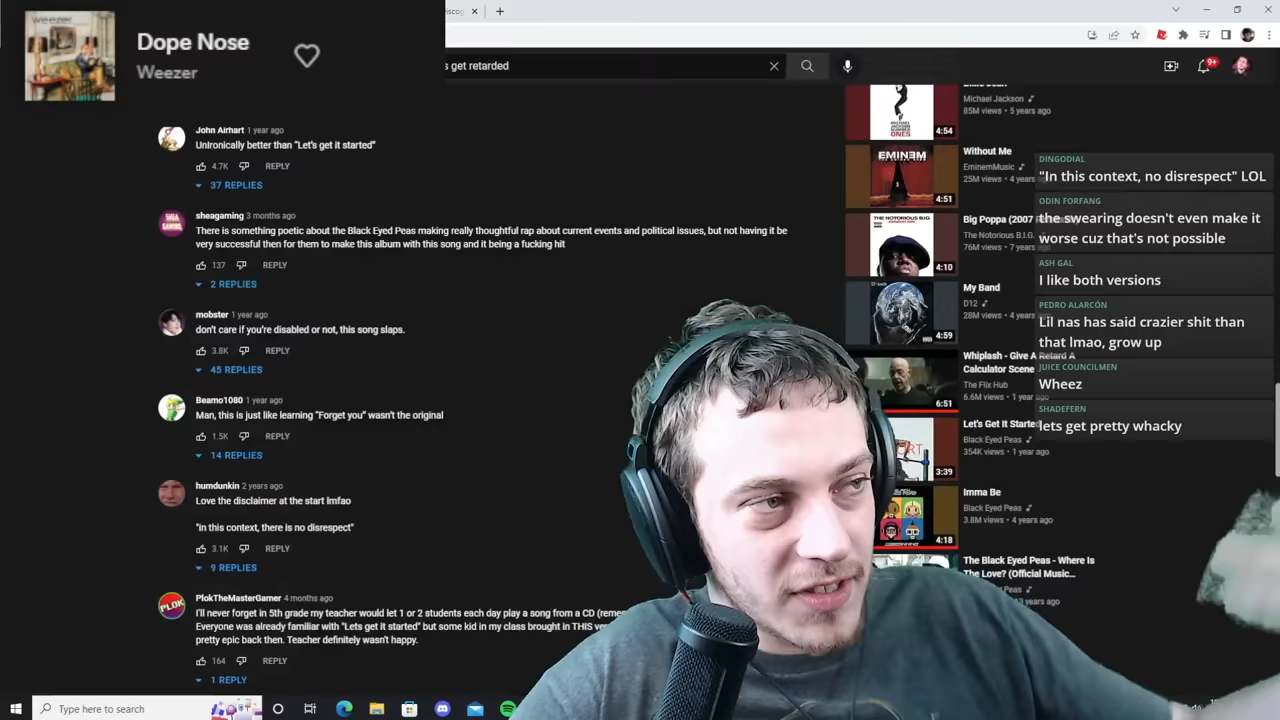 weezer
Dope Nose
Weezer
s get retarded
9+
John Airhart 1 year ago
Unironically better than "Let's get it started"
4.7K REPLY
37 REPLIES
sheagaming 3 months ago
There is something poetic about the Black Eyed Peas making really thoughtful rap about current events and political issues, but not having it be
very successful then for them to make this album with this song and it being a fucking hit
137 REPLY
2 REPLIES
mobster 1 year ago
don't care if you're disabled or not, this song slaps.
3.8K REPLY
45 REPLIES
Beamo1080 1 year ago
Man, this is just like learning "Forget you" wasn't the original
1.5K REPLY
14 REPLIES
humdunkin 2 years ago
Love the disclaimer at the start lmfao
"In this context, there is no disrespect"
3.1K REPLY
9 REPLIES
PLOK
PlokTheMasterGamer 4 months ago
I'll never forget in 5th grade my teacher would let 1 or 2 students each day play a song from a CD (remem
Everyone was already familiar with "Lets get it started" but some kid in my class brought in THIS ver
pretty epic back then. Teacher definitely wasn't happy.
164 REPLY
1 REPLY
Michael Jackson
85M views • 5 years ago
4:54
Without Me
EminemMusic
25M views • 4 years
EMINEM
4:51
Big Poppa (2007
The Notorious B.I.G.
76M views • 7 years
THE NOTORIOUS B.I.G
4:10
My Band
D12
28M views • 4 years
4:59
Whiplash - Give A Retard A
Calculator Scene
The Flix Hub
6.6M views • 1 year
6:51
Let's Get It Starte
Black Eyed Peas
354K views • 1 year ago
3:39
Imma Be
Black Eyed Peas
3.8M views • 4 years ago
4:18
The Black Eyed Peas - Where Is
The Love? (Official Music...
Peas
years ago
DINGODIAL
"In this context, no disrespect" LOL
ODIN FORFANG
the swearing doesn't even make it
worse cuz that's not possible
ASH GAL
I like both versions
PEDRO ALARCÓN
Lil nas has said crazier shit than
that lmao, grow up
JUICE COUNCILMEN
Wheez
SHADEFERN
lets get pretty whacky
Type here to search